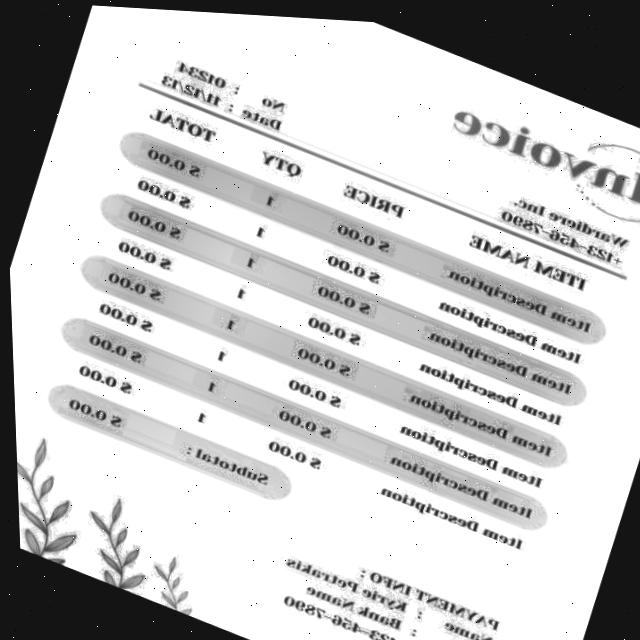 Invoice
Wardiere Inc.
123-456-7890
No : 01234
Date : 11/12/13
ITEM NAME PRICE QTY TOTAL
Item Description $ 0.00 1 $ 0.00
Item Description $ 0.00 1 $ 0.00
Item Description $ 0.00 1 $ 0.00
Item Description $ 0.00 1 $ 0.00
Item Description $ 0.00 1 $ 0.00
Item Description $ 0.00 1 $ 0.00
Item Description $ 0.00 1 $ 0.00
Item Description $ 0.00 1 $ 0.00
Subtotal : $ 0.00
PAYMENT INFO :
Name : Kyrie Petrakis
: Bank Name
: 123-456-7890